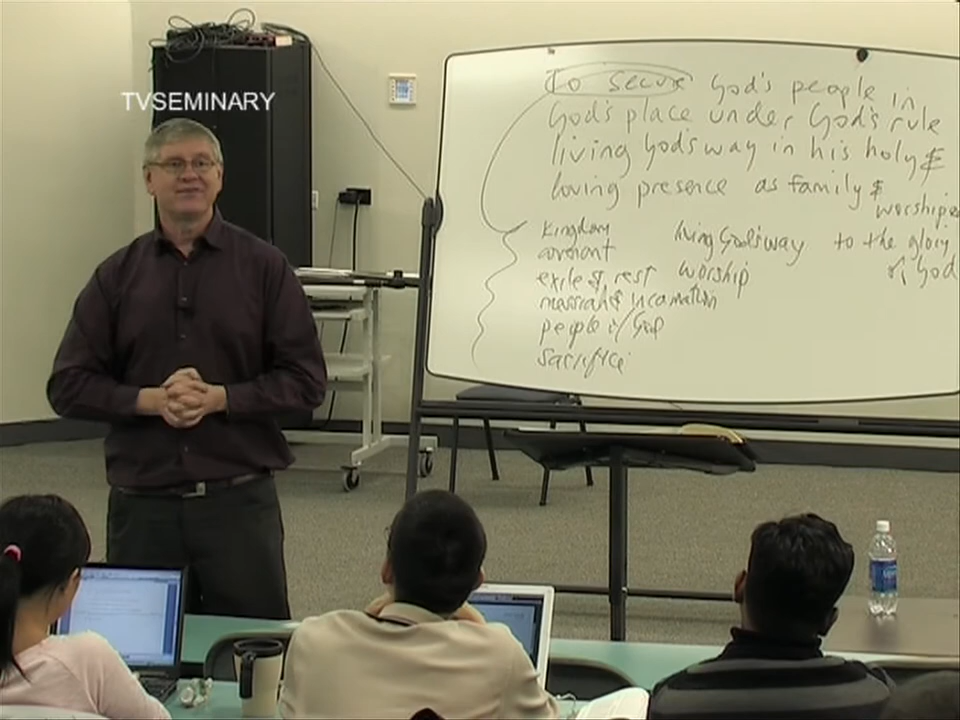 TVSEMINARY
To secure God's people in
God's place under God's rule
living God's way in his holy &
loving presence as family &
worship
kingdom living God's way to the glory
covenant of God
exile & rest worship
messiah & incarnation
people of God
sacrifice